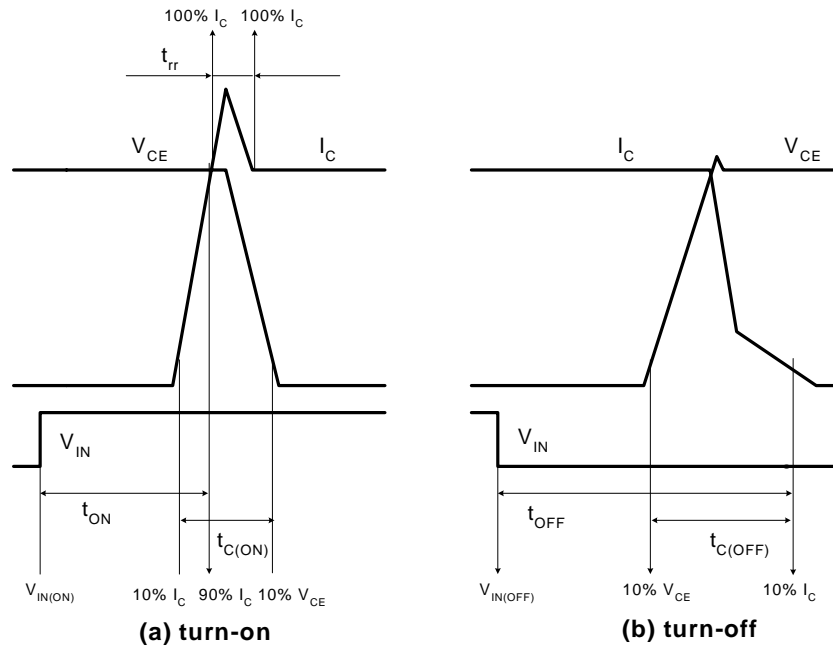 100% I_C 100% I_C
t_rr
V_CE I_C
I_C V_CE
V_IN
V_IN
t_ON
t_OFF
t_C(ON)
t_C(OFF)
V_IN(ON) 10% I_C 90% I_C 10% V_CE
V_IN(OFF) 10% V_CE 10% I_C
(a) turn-on
(b) turn-off